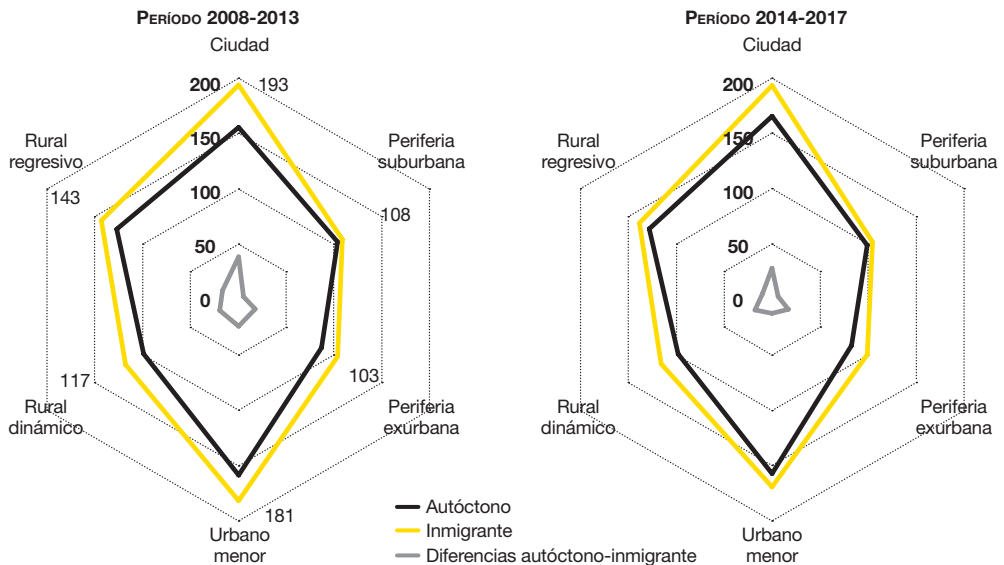 PERÍODO 2008-2013
Ciudad
200
193
150
Rural
regresivo
143
Periferia
suburbana
108
100
50
0
117
Rural
dinámico
103
Periferia
exurbana
181
Urbano
menor
PERÍODO 2014-2017
Ciudad
200
150
Rural
regresivo
Periferia
suburbana
100
50
0
Rural
dinámico
Periferia
exurbana
Urbano
menor
Autóctono
Inmigrante
Diferencias autóctono-inmigrante